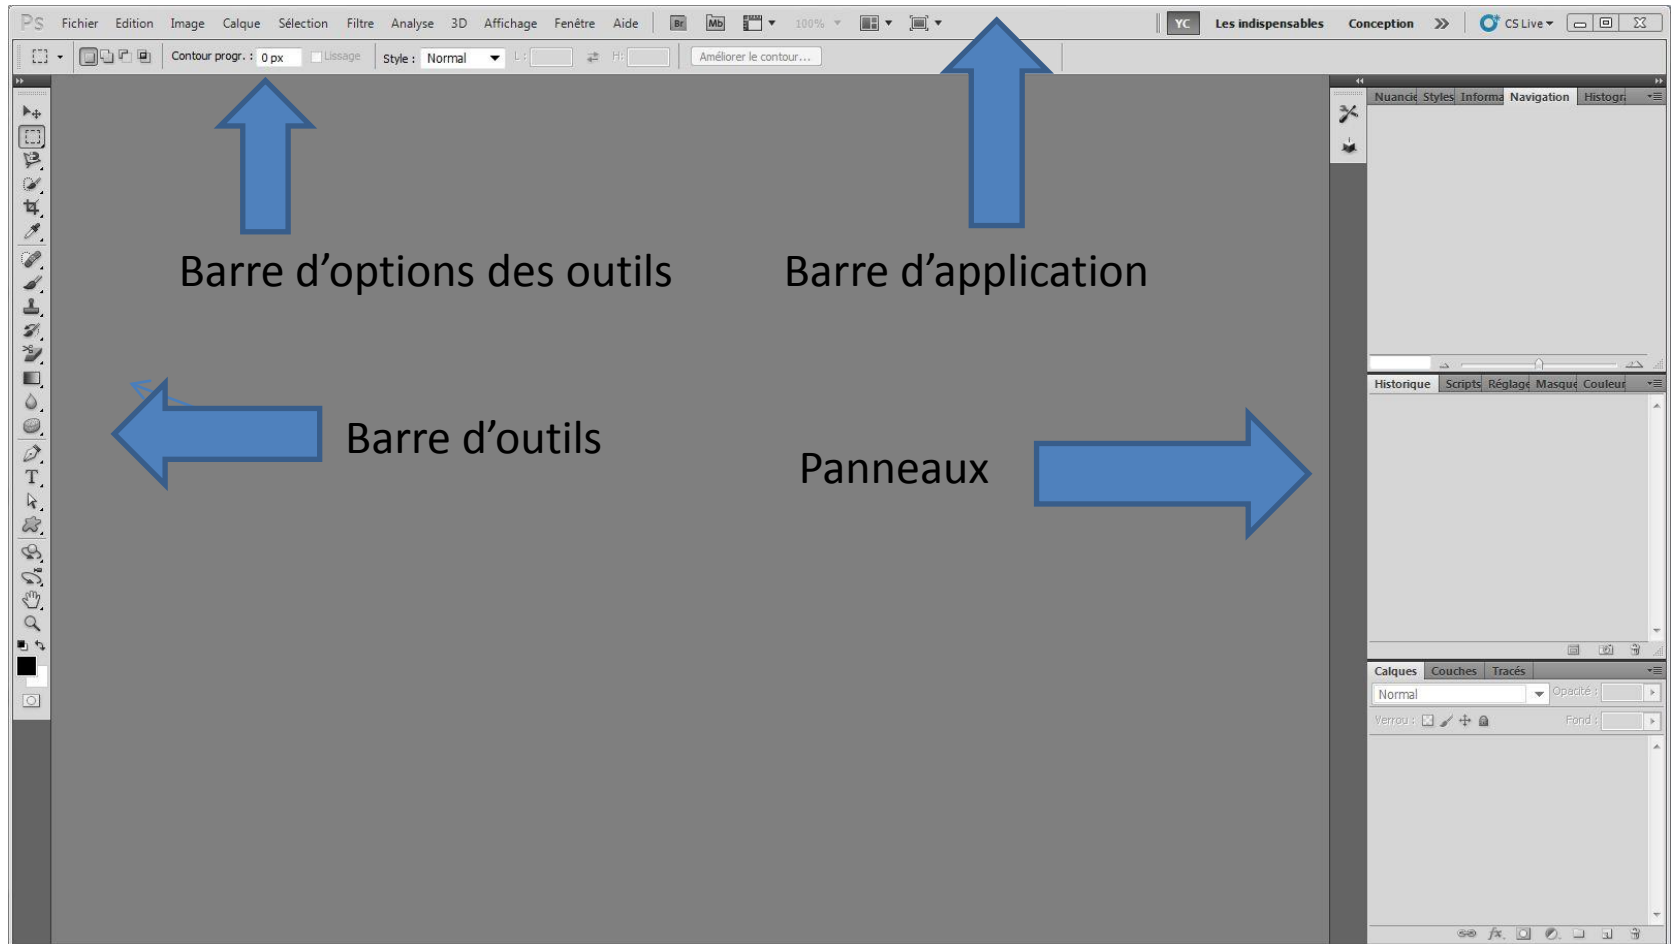 Ps Fichier Edition Image Calque Sélection Filtre Analyse 3D Affichage Fenêtre Aide Br Mb 100% YC Les indispensables Conception CS Live
Contour progr. : 0 px Lissage Style : Normal L : H: Améliorer le contour...
Nuancie Styles Informa Navigation Histogr
Barre d’options des outils
Barre d’application
Historique Scripts Réglage Masque Couleur
Barre d’outils
Panneaux
T
Calques Couches Tracés
Normal Opacité :
Verrou : Fond :
fx.